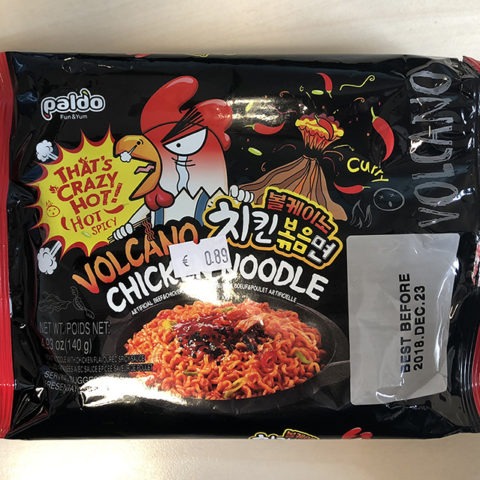 paldo
Fun & Yum
THAT'S
CRAZY
HOT!
HOT
SPICY
Curry
VOLCANO
볼케이노
치킨
볶음면
VOLCANO
€ 0.89
CHICKEN NOODLE
NET WT./POIDS NET:
(140 g)
BEST BEFORE
2018.DEC.23